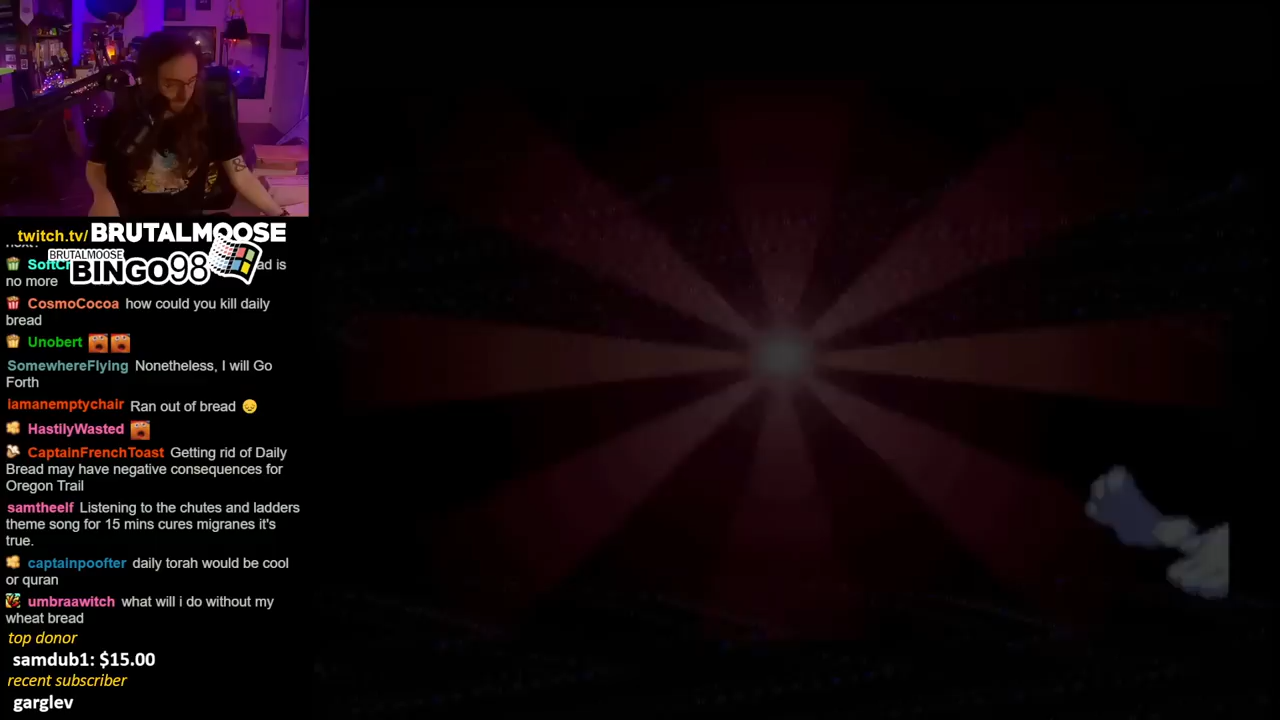 twitch.tv/BRUTALMOOSE
BRUTALMOOSE
BINGO98
ad is
no more
CosmoCocoa how could you kill daily
bread
Unobert
SomewhereFlying Nonetheless, I will Go
Forth
iamanemptychair Ran out of bread
HastilyWasted
CaptainFrenchToast Getting rid of Daily
Bread may have negative consequences for
Oregon Trail
samtheelf Listening to the chutes and ladders
theme song for 15 mins cures migranes it's
true.
captainpoofter daily torah would be cool
or quran
umbraawitch what will i do without my
wheat bread
top donor
samdub1: $15.00
recent subscriber
garglev